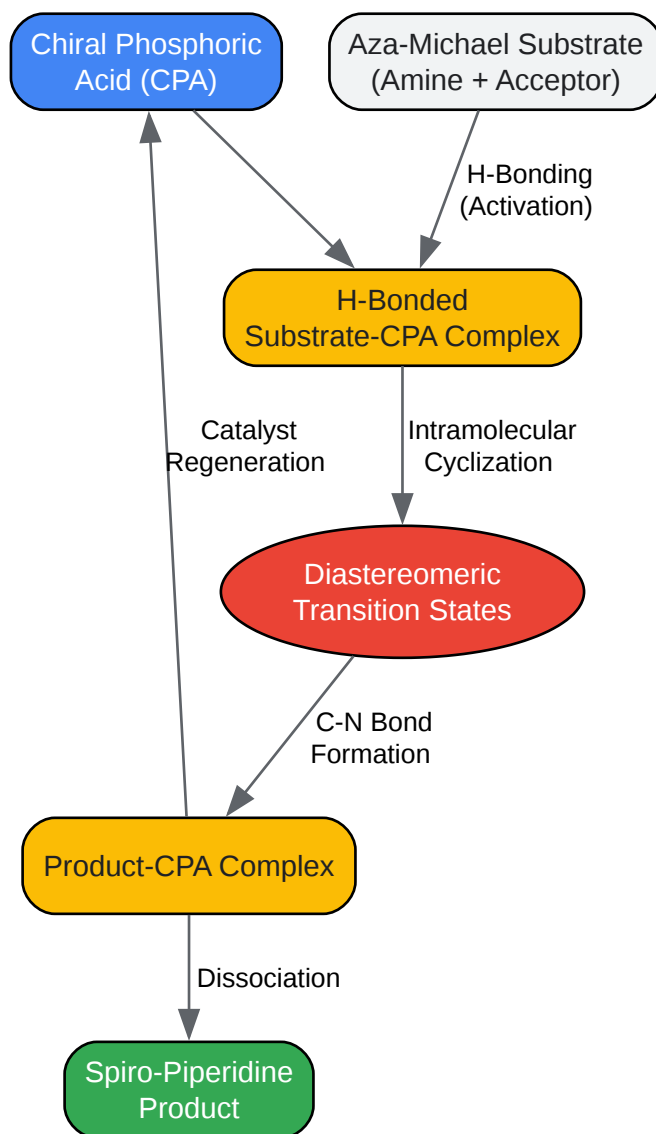 Chiral Phosphoric
Acid (CPA)
Aza-Michael Substrate
(Amine + Acceptor)
H-Bonding
(Activation)
H-Bonded
Substrate-CPA Complex
Catalyst
Regeneration
Intramolecular
Cyclization
Diastereomeric
Transition States
C-N Bond
Formation
Product-CPA Complex
Dissociation
Spiro-Piperidine
Product